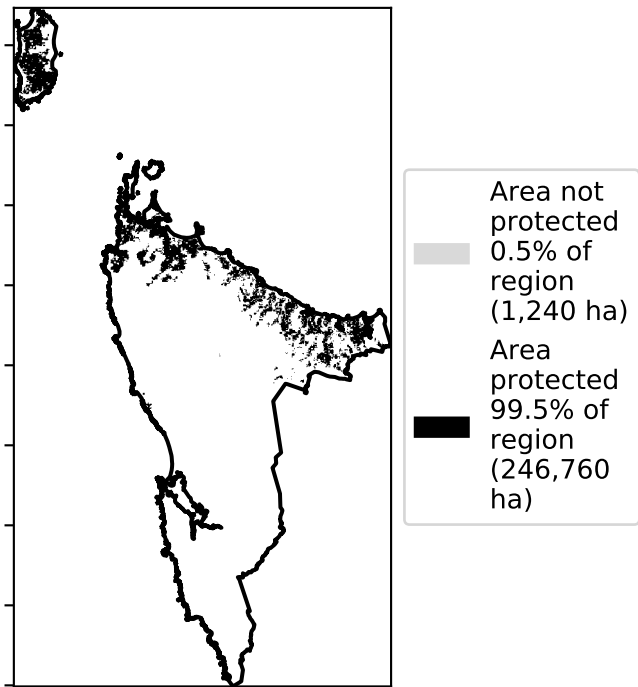 Area not
protected
0.5% of
region
(1,240 ha)
Area
protected
99.5% of
region
(246,760
ha)